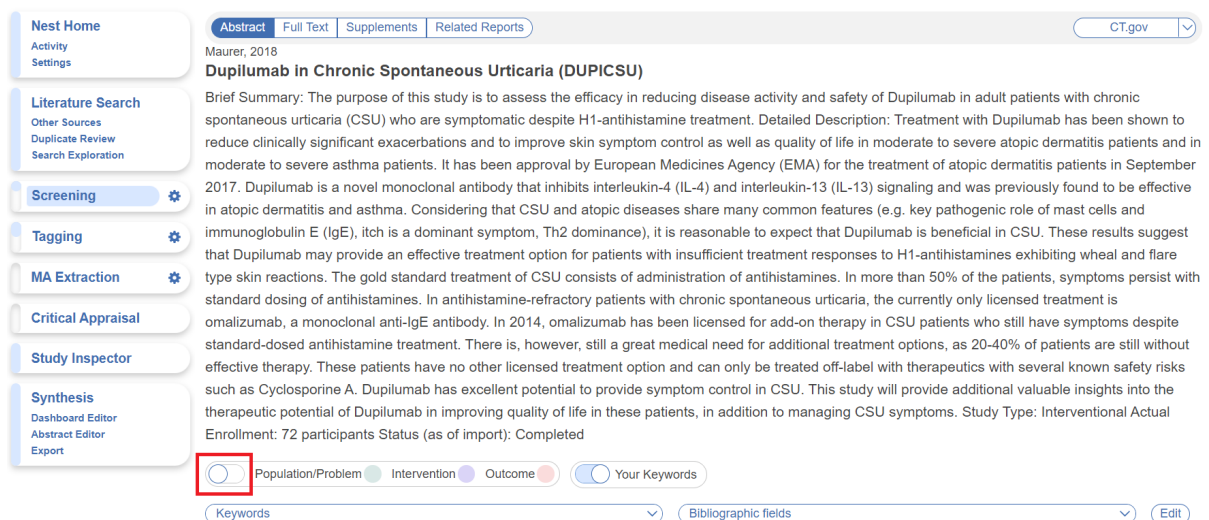 Nest Home
Activity
Settings
Literature Search
Other Sources
Duplicate Review
Search Exploration
Screening
Tagging
MA Extraction
Critical Appraisal
Study Inspector
Synthesis
Dashboard Editor
Abstract Editor
Export
Abstract Full Text Supplements Related Reports CT.gov
Maurer, 2018
Dupilumab in Chronic Spontaneous Urticaria (DUPICSU)
Brief Summary: The purpose of this study is to assess the efficacy in reducing disease activity and safety of Dupilumab in adult patients with chronic
spontaneous urticaria (CSU) who are symptomatic despite H1-antihistamine treatment. Detailed Description: Treatment with Dupilumab has been shown to
reduce clinically significant exacerbations and to improve skin symptom control as well as quality of life in moderate to severe atopic dermatitis patients and in
moderate to severe asthma patients. It has been approval by European Medicines Agency (EMA) for the treatment of atopic dermatitis patients in September
2017. Dupilumab is a novel monoclonal antibody that inhibits interleukin-4 (IL-4) and interleukin-13 (IL-13) signaling and was previously found to be effective
in atopic dermatitis and asthma. Considering that CSU and atopic diseases share many common features (e.g. key pathogenic role of mast cells and
immunoglobulin E (IgE), itch is a dominant symptom, Th2 dominance), it is reasonable to expect that Dupilumab is beneficial in CSU. These results suggest
that Dupilumab may provide an effective treatment option for patients with insufficient treatment responses to H1-antihistamines exhibiting wheal and flare
type skin reactions. The gold standard treatment of CSU consists of administration of antihistamines. In more than 50% of the patients, symptoms persist with
standard dosing of antihistamines. In antihistamine-refractory patients with chronic spontaneous urticaria, the currently only licensed treatment is
omalizumab, a monoclonal anti-IgE antibody. In 2014, omalizumab has been licensed for add-on therapy in CSU patients who still have symptoms despite
standard-dosed antihistamine treatment. There is, however, still a great medical need for additional treatment options, as 20-40% of patients are still without
effective therapy. These patients have no other licensed treatment option and can only be treated off-label with therapeutics with several known safety risks
such as Cyclosporine A. Dupilumab has excellent potential to provide symptom control in CSU. This study will provide additional valuable insights into the
therapeutic potential of Dupilumab in improving quality of life in these patients, in addition to managing CSU symptoms. Study Type: Interventional Actual
Enrollment: 72 participants Status (as of import): Completed
Population/Problem Intervention Outcome Your Keywords
Keywords Bibliographic fields Edit